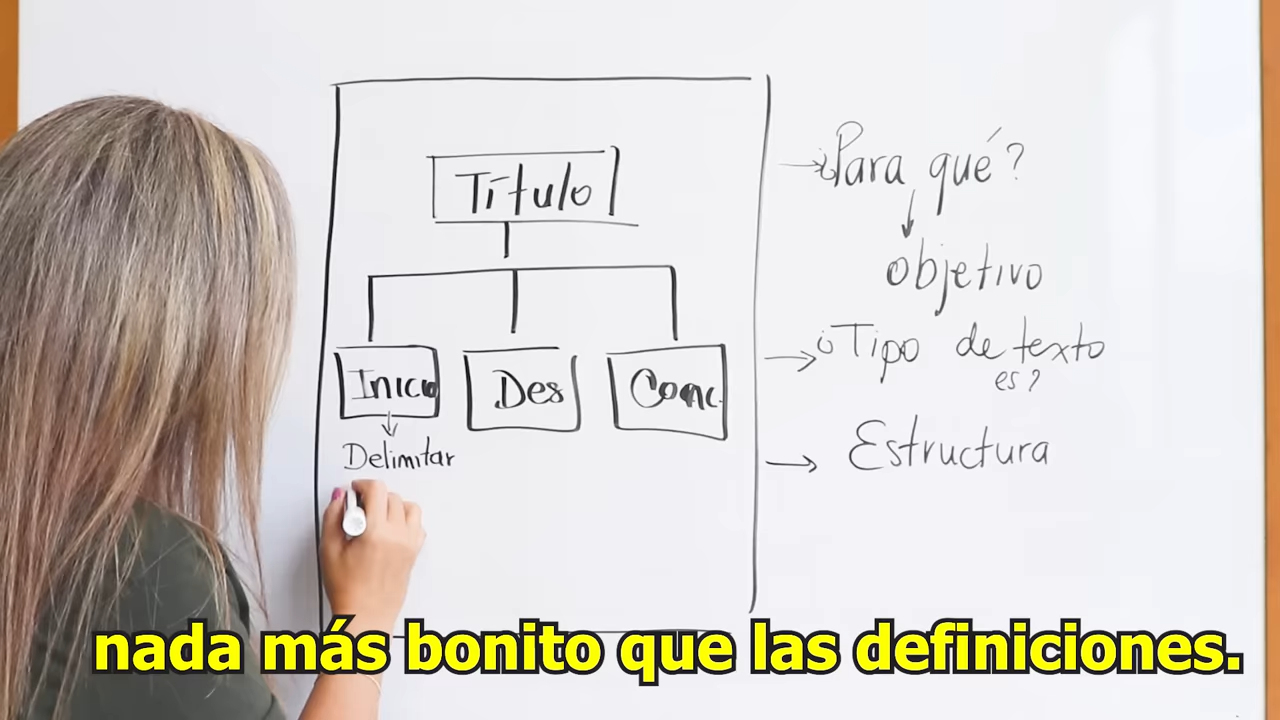 Título
Inicio
Des
Conc.
Delimitar
¿Para qué?
objetivo
¿Tipo de texto
es?
Estructura
nada más bonito que las definiciones.